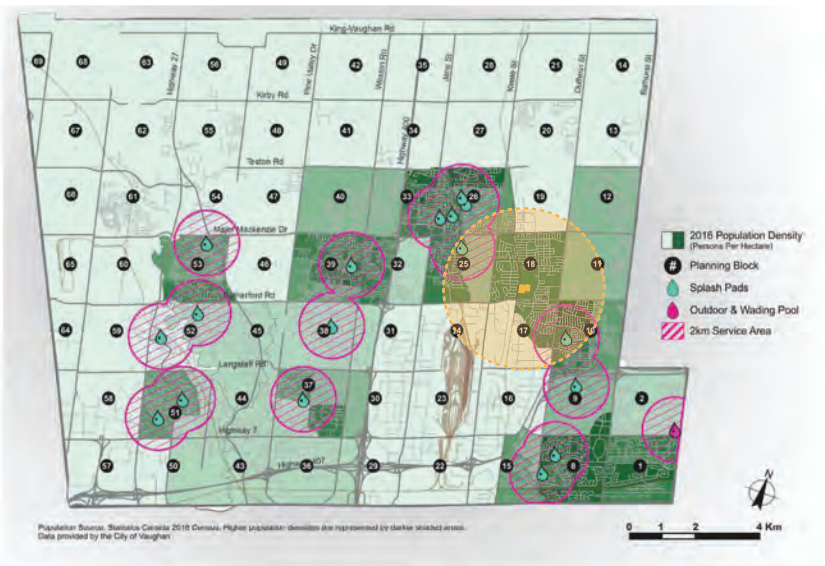 King-Vaughan Rd
69
68
63
Highway 27
56
49
Pine Valley Dr
42
Weston Rd
35
Jane St
28
Keele St
21
Dufferin St
14
Bathurst St
Kirby Rd
67
62
55
48
41
Highway 400
34
27
20
13
Teston Rd
66
61
54
47
40
33
26
19
12
Major Mackenzie Dr
65
60
53
46
39
32
25
18
11
Rutherford Rd
64
59
52
45
38
31
24
17
10
Langstaff Rd
58
51
44
37
30
23
16
9
2
Highway 7
57
50
43
36
29
22
15
8
1
2016 Population Density
(Persons Per Hectare)
# Planning Block
Splash Pads
Outdoor & Wading Pool
2km Service Area
N
0 1 2 4 Km
Population Source, Statistics Canada 2016 Census. Higher population densities are represented by darker shaded areas.
Data provided by the City of Vaughan